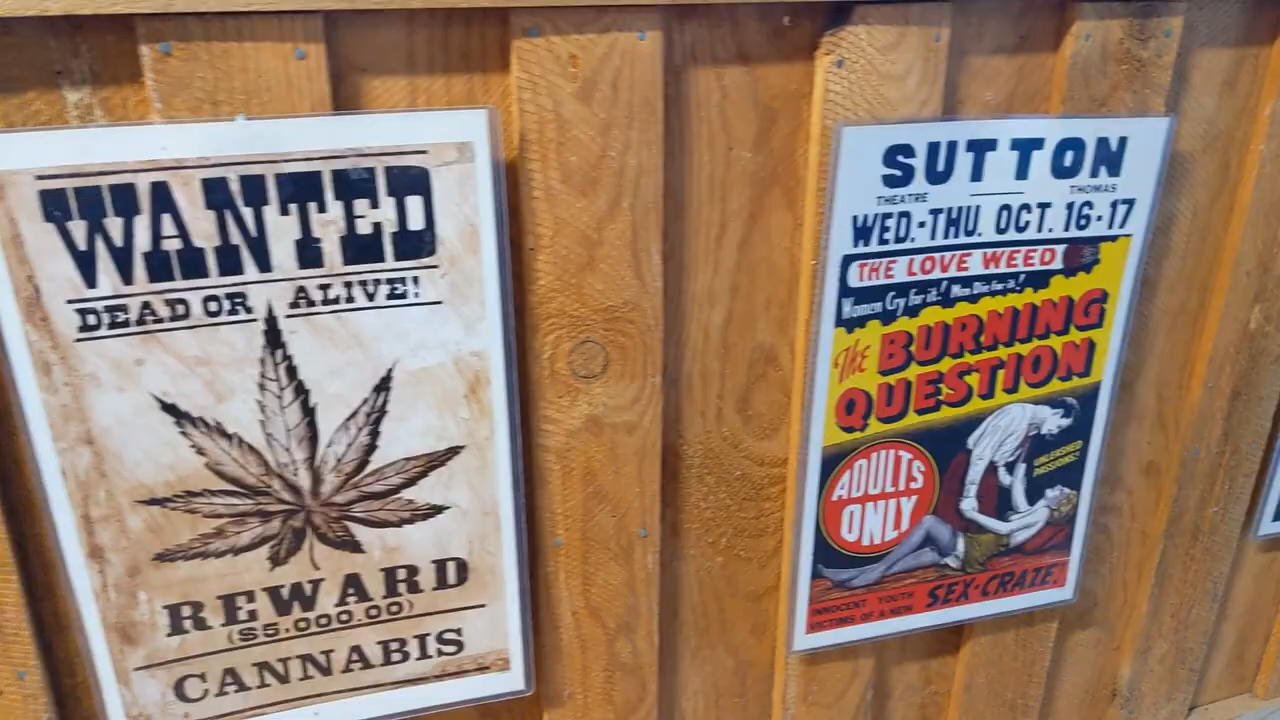 WANTED
DEAD OR ALIVE!
REWARD
($5,000.00)
CANNABIS
SUTTON
THEATRE THOMAS
WED.-THU. OCT. 16-17
THE LOVE WEED
Women Cry for it! Men Die for it!
The BURNING
QUESTION
ADULTS
ONLY
UNLEASHED
PASSIONS!
INNOCENT YOUTH
VICTIMS OF A NEW
SEX-CRAZE!